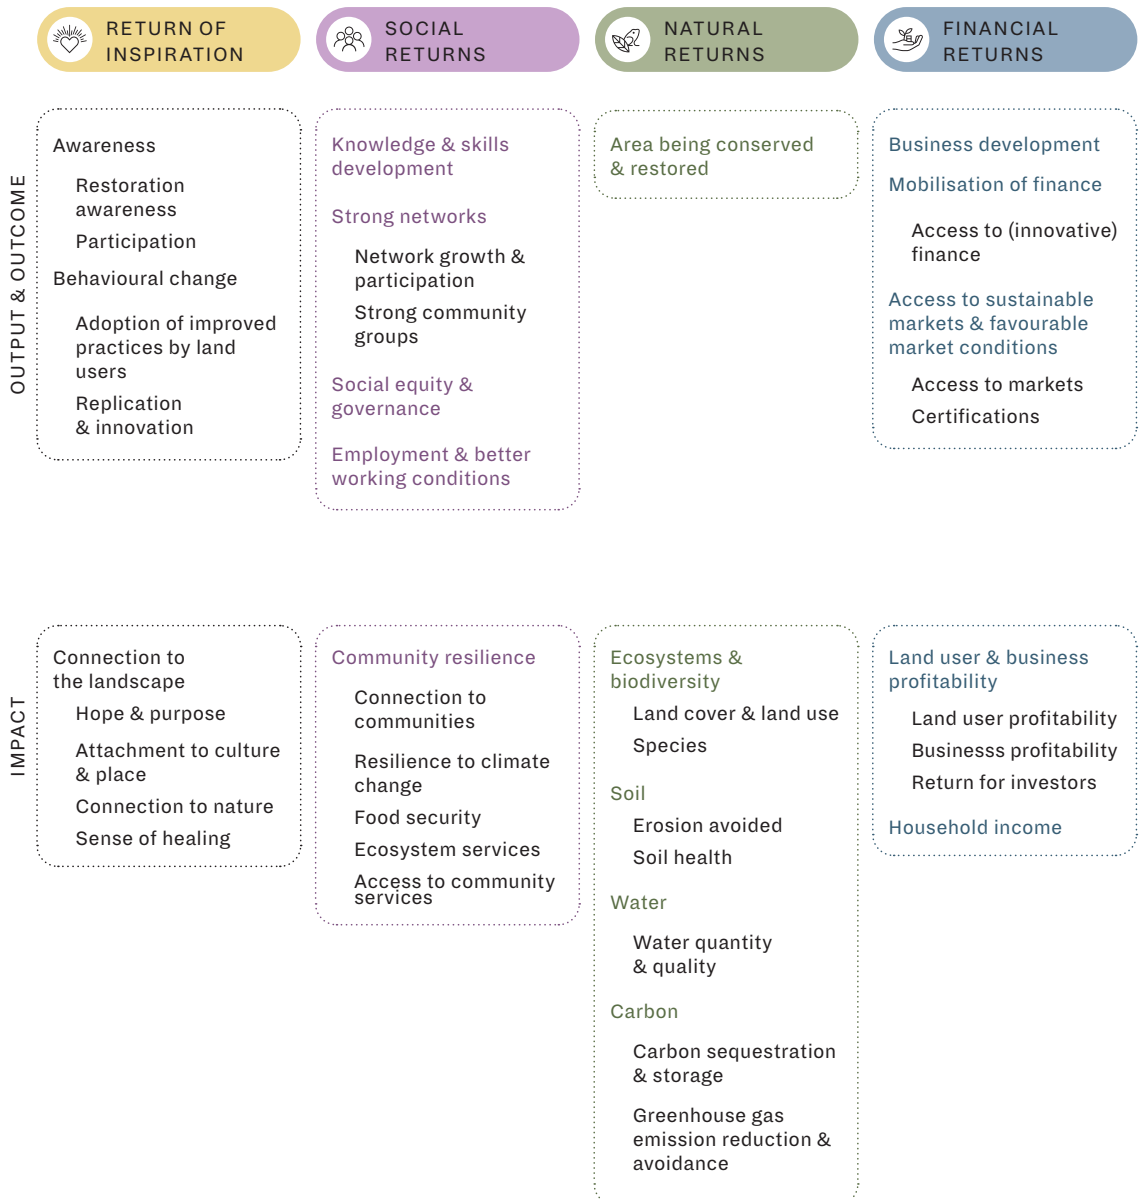 RETURN OF
INSPIRATION
SOCIAL
RETURNS
NATURAL
RETURNS
FINANCIAL
RETURNS
OUTPUT & OUTCOME
Awareness
Restoration
awareness
Participation
Behavioural change
Adoption of improved
practices by land
users
Replication
& innovation
Knowledge & skills
development
Strong networks
Network growth &
participation
Strong community
groups
Social equity &
governance
Employment & better
working conditions
Area being conserved
& restored
Business development
Mobilisation of finance
Access to (innovative)
finance
Access to sustainable
markets & favourable
market conditions
Access to markets
Certifications
IMPACT
Connection to
the landscape
Hope & purpose
Attachment to culture
& place
Connection to nature
Sense of healing
Community resilience
Connection to
communities
Resilience to climate
change
Food security
Ecosystem services
Access to community
services
Ecosystems &
biodiversity
Land cover & land use
Species
Soil
Erosion avoided
Soil health
Water
Water quantity
& quality
Carbon
Carbon sequestration
& storage
Greenhouse gas
emission reduction &
avoidance
Land user & business
profitability
Land user profitability
Businesss profitability
Return for investors
Household income